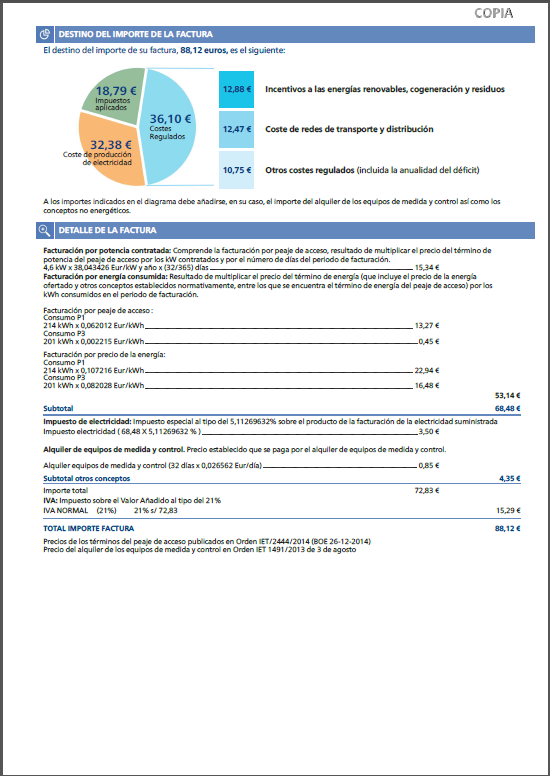 COPIA
DESTINO DEL IMPORTE DE LA FACTURA
El destino del importe de su factura, 88,12 euros, es el siguiente:
18,79 €
Impuestos
aplicados
36,10 €
Costes
Regulados
32,38 €
Coste de producción
de electricidad
12,88 € Incentivos a las energías renovables, cogeneración y residuos
12,47 € Coste de redes de transporte y distribución
10,75 € Otros costes regulados (incluida la anualidad del déficit)
A los importes indicados en el diagrama debe añadirse, en su caso, el importe del alquiler de los equipos de medida y control así como los
conceptos no energéticos.
DETALLE DE LA FACTURA
Facturación por potencia contratada: Comprende la facturación por peaje de acceso, resultado de multiplicar el precio del término de
potencia del peaje de acceso por los kW contratados y por el número de días del periodo de facturación.
4,6 kW x 38,043426 Eur/kW y año x (32/365) días 15,34 €
Facturación por energía consumida: Resultado de multiplicar el precio del término de energía (que incluye el precio de la energía
ofertado y otros conceptos establecidos normativamente, entre los que se encuentra el término de energía del peaje de acceso) por los
kWh consumidos en el periodo de facturación.
Facturación por peaje de acceso :
Consumo P1
214 kWh x 0,062012 Eur/kWh 13,27 €
Consumo P3
201 kWh x 0,002215 Eur/kWh 0,45 €
Facturación por precio de la energía:
Consumo P1
214 kWh x 0,107216 Eur/kWh 22,94 €
Consumo P3
201 kWh x 0,082028 Eur/kWh 16,48 €
53,14 €
Subtotal 68,48 €
Impuesto de electricidad: Impuesto especial al tipo del 5,11269632% sobre el producto de la facturación de la electricidad suministrada
Impuesto electricidad ( 68,48 X 5,11269632 % ) 3,50 €
Alquiler de equipos de medida y control. Precio establecido que se paga por el alquiler de equipos de medida y control.
Alquiler equipos de medida y control (32 días x 0,026562 Eur/día) 0,85 €
Subtotal otros conceptos 4,35 €
Importe total 72,83 €
IVA: Impuesto sobre el Valor Añadido al tipo del 21%
IVA NORMAL (21%) 21% s/ 72,83 15,29 €
TOTAL IMPORTE FACTURA 88,12 €
Precios de los términos del peaje de acceso publicados en Orden IET/2444/2014 (BOE 26-12-2014)
Precio del alquiler de los equipos de medida y control en Orden IET 1491/2013 de 3 de agosto